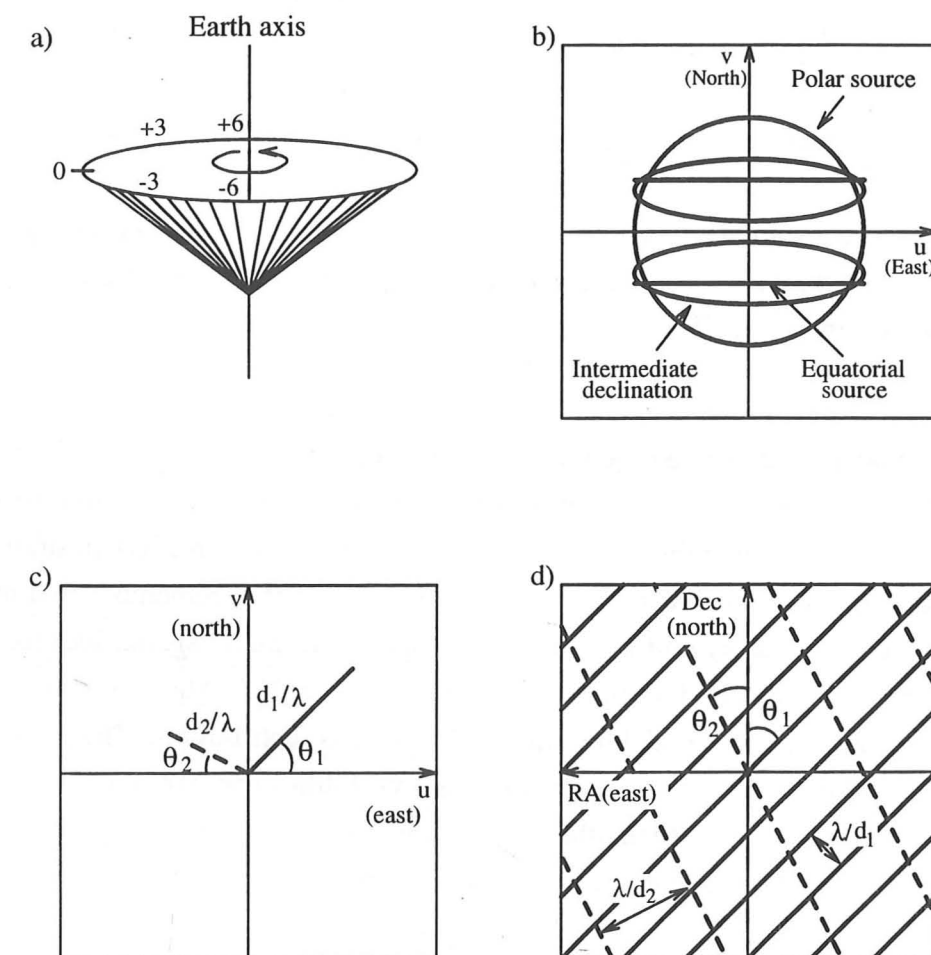 a)
Earth axis
+3
+6
0
-3
-6
b)
v
(North)
Polar source
u
(East)
Intermediate
declination
Equatorial
source
c)
v
(north)
d₁/λ
d₂/λ
θ₂
θ₁
u
(east)
d)
Dec
(north)
θ₂
θ₁
RA(east)
λ/d₁
λ/d₂